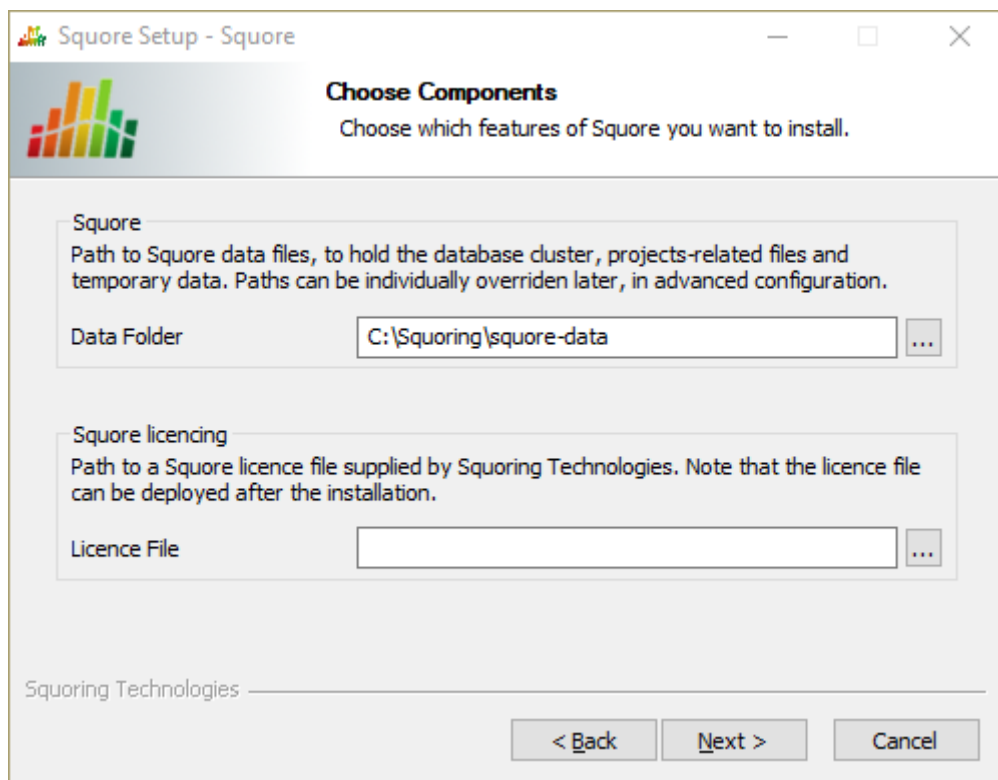 Squore Setup - Squore
Choose Components
Choose which features of Squore you want to install.
Squore
Path to Squore data files, to hold the database cluster, projects-related files and
temporary data. Paths can be individually overriden later, in advanced configuration.
Data Folder
C:\Squoring\squore-data
...
Squore licencing
Path to a Squore licence file supplied by Squoring Technologies. Note that the licence file
can be deployed after the installation.
Licence File
...
Squoring Technologies
< Back
Next >
Cancel